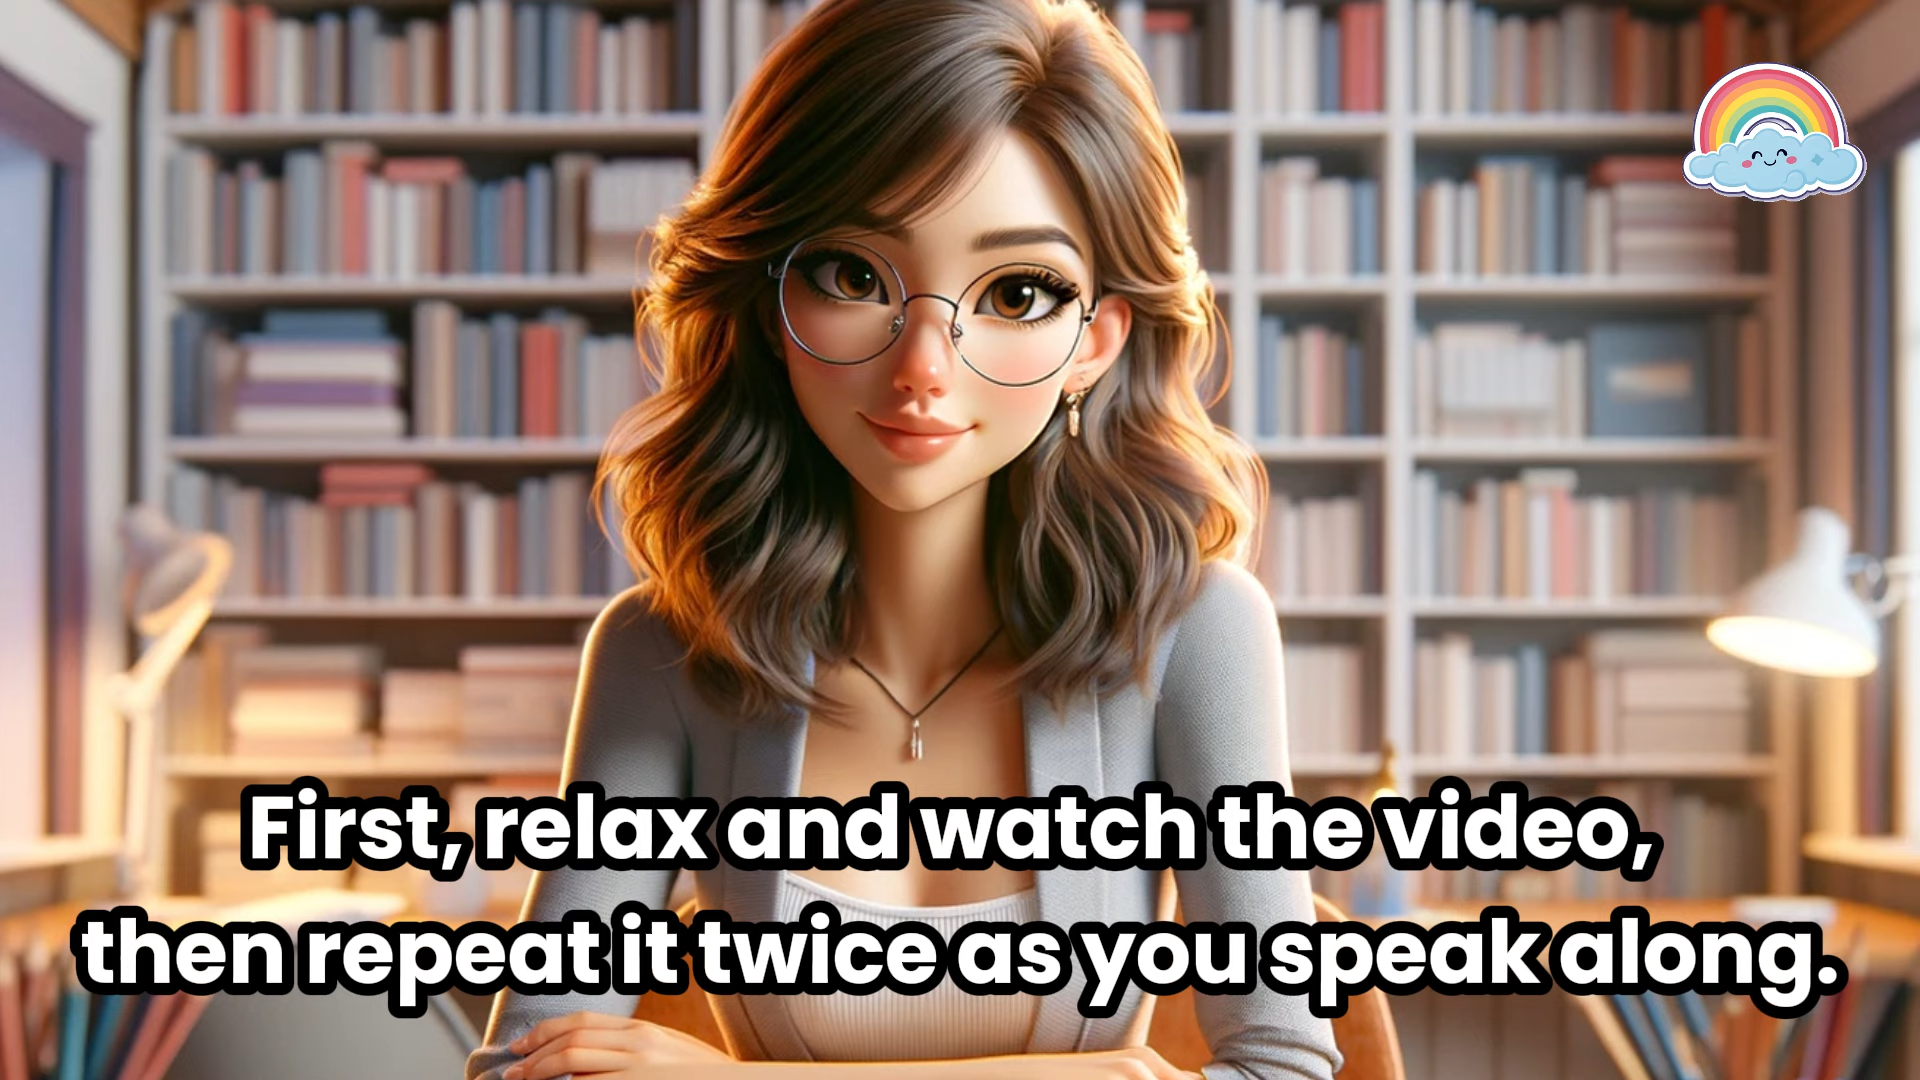 First, relax and watch the video,
then repeat it twice as you speak along.